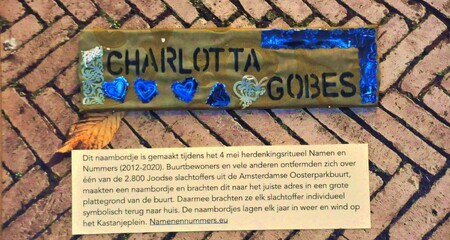 CHARLOTTA
GOBES
Dit naambordje is gemaakt tijdens het 4 mei herdenkingsritueel Namen en
Nummers (2012-2020). Buurtbewoners en vele anderen ontfermden zich over
één van de 2.800 Joodse slachtoffers uit de Amsterdamse Oosterparkbuurt,
maakten een naambordje en brachten dit naar het juiste adres in een grote
plattegrond van de buurt. Daarmee brachten ze elk slachtoffer individueel
symbolisch terug naar huis. De naambordjes lagen elk jaar in weer en wind op
het Kastanjeplein. Namenennummers.eu